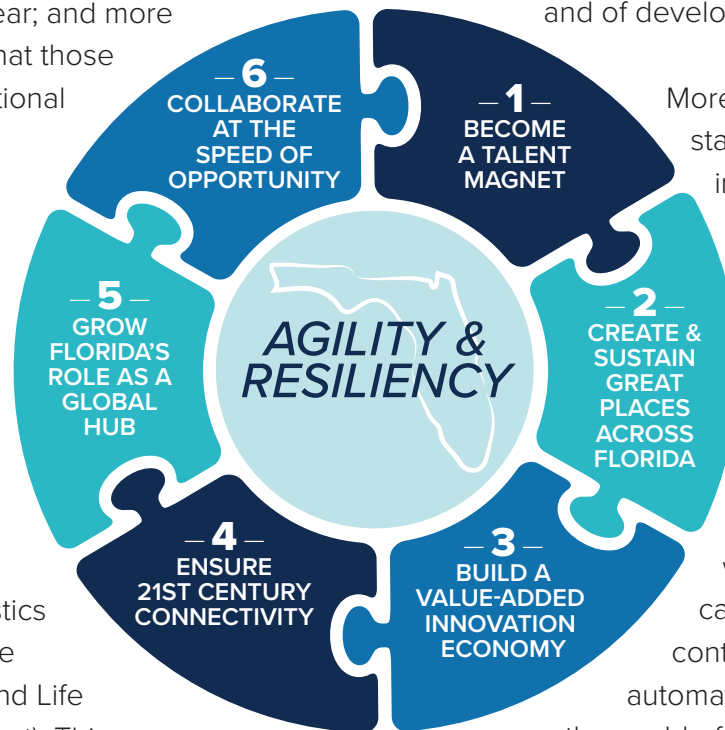 ear; and more
hat those
tional
and of develo
More
sta
— 6 —
COLLABORATE
AT THE
SPEED OF
OPPORTUNITY
— 1 —
BECOME
A TALENT
MAGNET
— 2 —
CREATE &
SUSTAIN
GREAT
PLACES
ACROSS
FLORIDA
— 3 —
BUILD A
VALUE-ADDED
INNOVATION
ECONOMY
— 4 —
ENSURE
21ST CENTURY
CONNECTIVITY
— 5 —
GROW
FLORIDA'S
ROLE AS A
GLOBAL
HUB
AGILITY &
RESILIENCY
stics
e
nd Life
ca
cont
automa